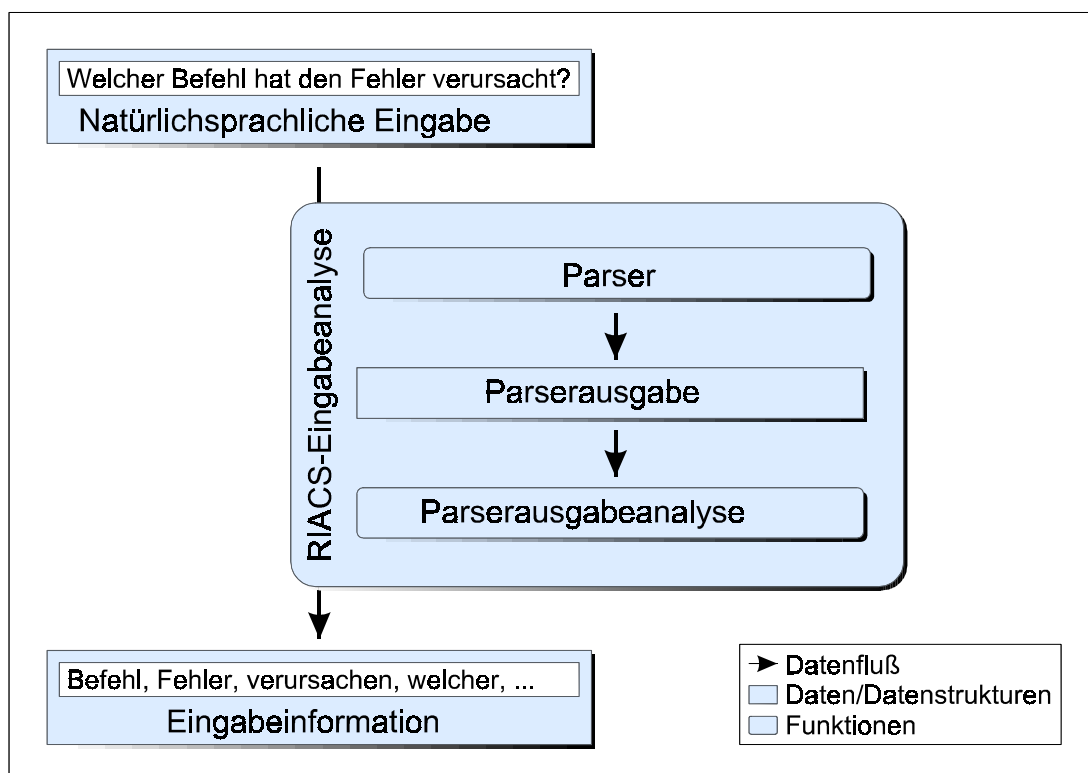 Welcher Befehl hat den Fehler verursacht?
Natürlichsprachliche Eingabe
RIACS-Eingabeanalyse
Parser
Parserausgabe
Parserausgabeanalyse
Befehl, Fehler, verursachen, welcher, ...
Eingabeinformation
Datenfluß
Daten/Datenstrukturen
Funktionen